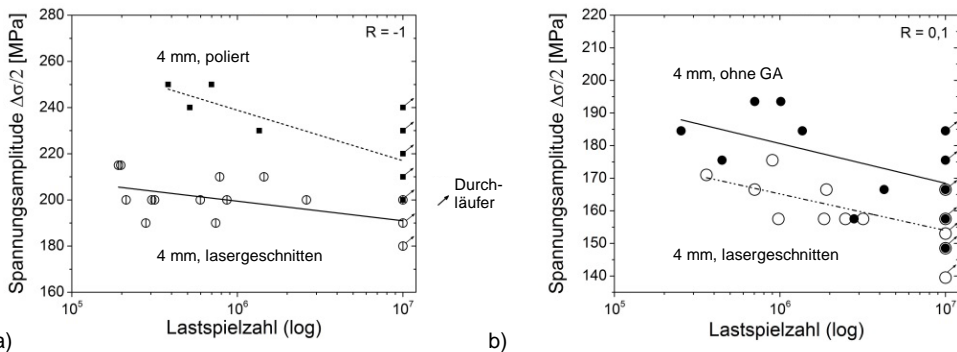 260
240
220
200
180
160
Spannungsamplitude Δσ/2 [MPa]
R = -1
4 mm, poliert
4 mm, lasergeschnitten
10⁵
10⁶
10⁷
Lastspielzahl (log)
a)
Durch-
läufer
220
210
200
190
180
170
160
150
140
Spannungsamplitude Δσ/2 [MPa]
R = 0,1
4 mm, ohne GA
4 mm, lasergeschnitten
10⁵
10⁶
10⁷
Lastspielzahl (log)
b)